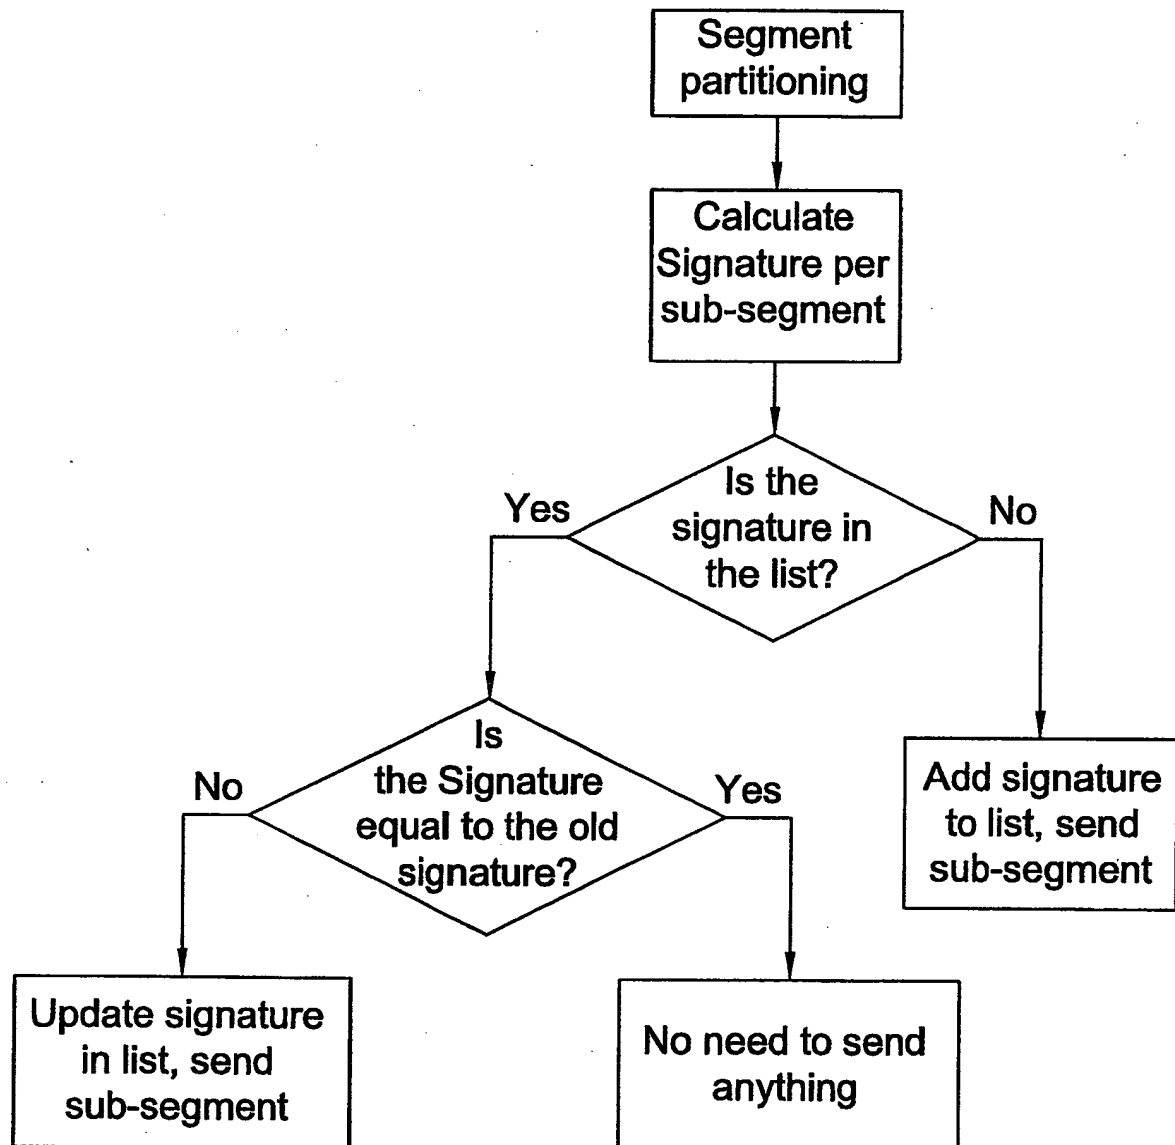 Segment
partitioning
Calculate
Signature per
sub-segment
Is the
signature in
the list?
Yes
No
Is
the Signature
equal to the old
signature?
No
Yes
Add signature
to list, send
sub-segment
Update signature
in list, send
sub-segment
No need to send
anything